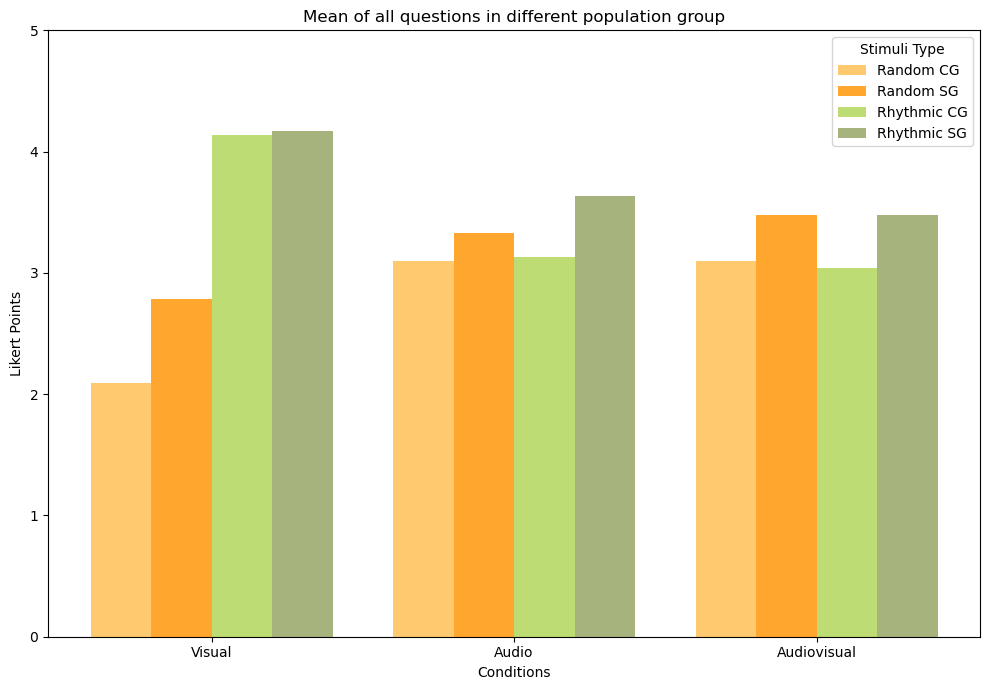 Mean of all questions in different population group
Stimuli Type
Random CG
Random SG
Rhythmic CG
Rhythmic SG
Likert Points
5
4
3
2
1
0
Visual
Audio
Audiovisual
Conditions